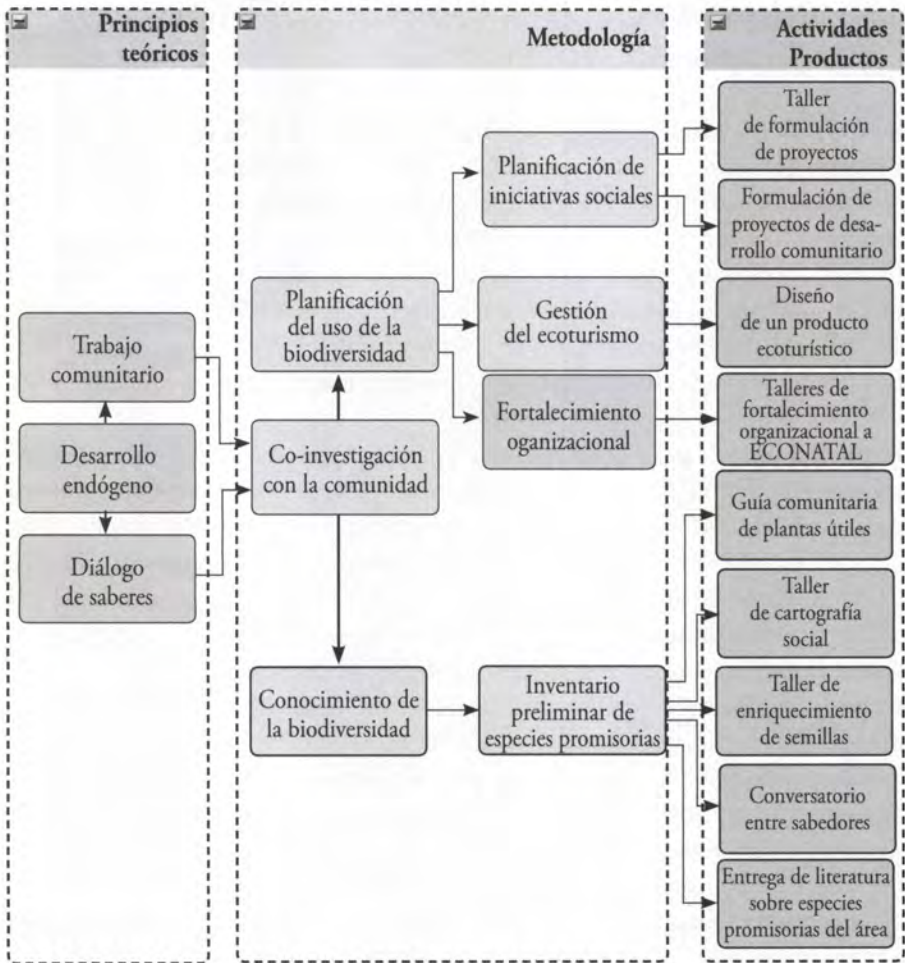 Principios
teóricos
Metodología
Actividades
Productos
Trabajo
comunitario
Desarrollo
endógeno
Diálogo
de saberes
Planificación
del uso de la
biodiversidad
Co-investigación
con la comunidad
Conocimiento de
la biodiversidad
Planificación de
iniciativas sociales
Gestión
del ecoturismo
Fortalecimiento
oganizacional
Inventario
preliminar de
especies promisorias
Taller
de formulación
de proyectos
Formulación de
proyectos de desa-
rrollo comunitario
Diseño
de un producto
ecoturístico
Talleres de
fortalecimiento
organizacional a
ECONATAL
Guía comunitaria
de plantas útiles
Taller
de cartografía
social
Taller de
enriquecimiento
de semillas
Conversatorio
entre sabedores
Entrega de literatura
sobre especies
promisorias del área